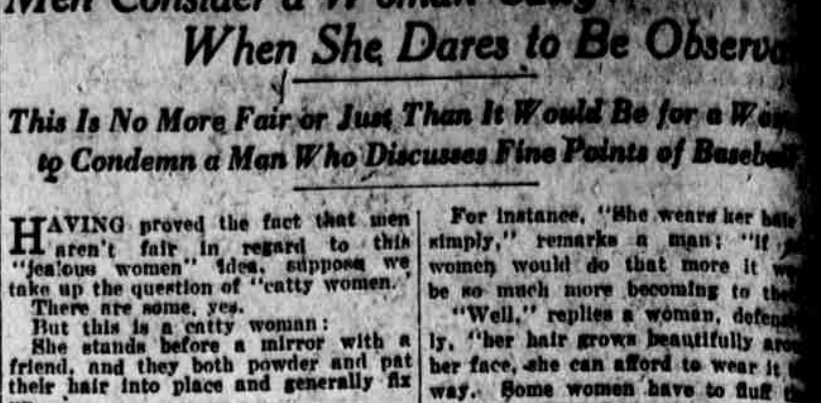 Men Consider a Woman
When She Dares to Be
This Is No More Fair or Just Than It Would Be for a
to Condemn a Man Who Discusses Fine Points of
HAVING proved the fact that men
aren't fair in regard to this
"jealous women" idea, suppose we
take up the question of "catty women."
There are some, yes.
But this is a catty woman:
She stands before a mirror with a
friend, and they both powder and pat
their hair into place and generally fix
For instance, "She wears her hair
simply," remarks a man; "if
women would do that more it
be so much more becoming to
"Well," replies a woman,
ly, "her hair grows beautifully
her face, she can afford to wear it
way. Some women have to fluff